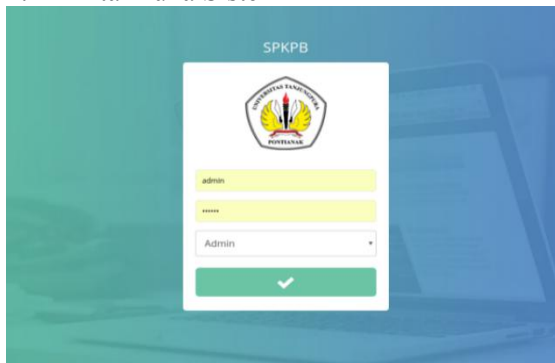 SPKPB
UNIVERSITAS TANJUNGPURA
PONTIANAK
admin
••••••
Admin